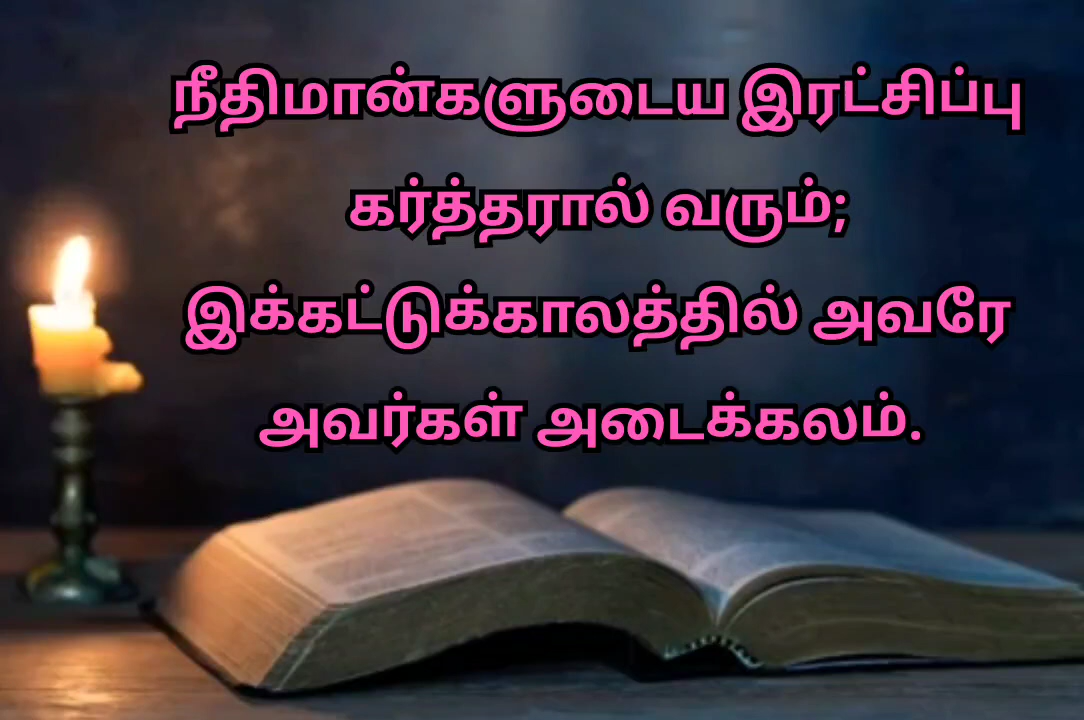 நீதிமான்களுடைய இரட்சிப்பு
கர்த்தரால் வரும்;
இக்கட்டுக்காலத்தில் அவரே
அவர்கள் அடைக்கலம்.